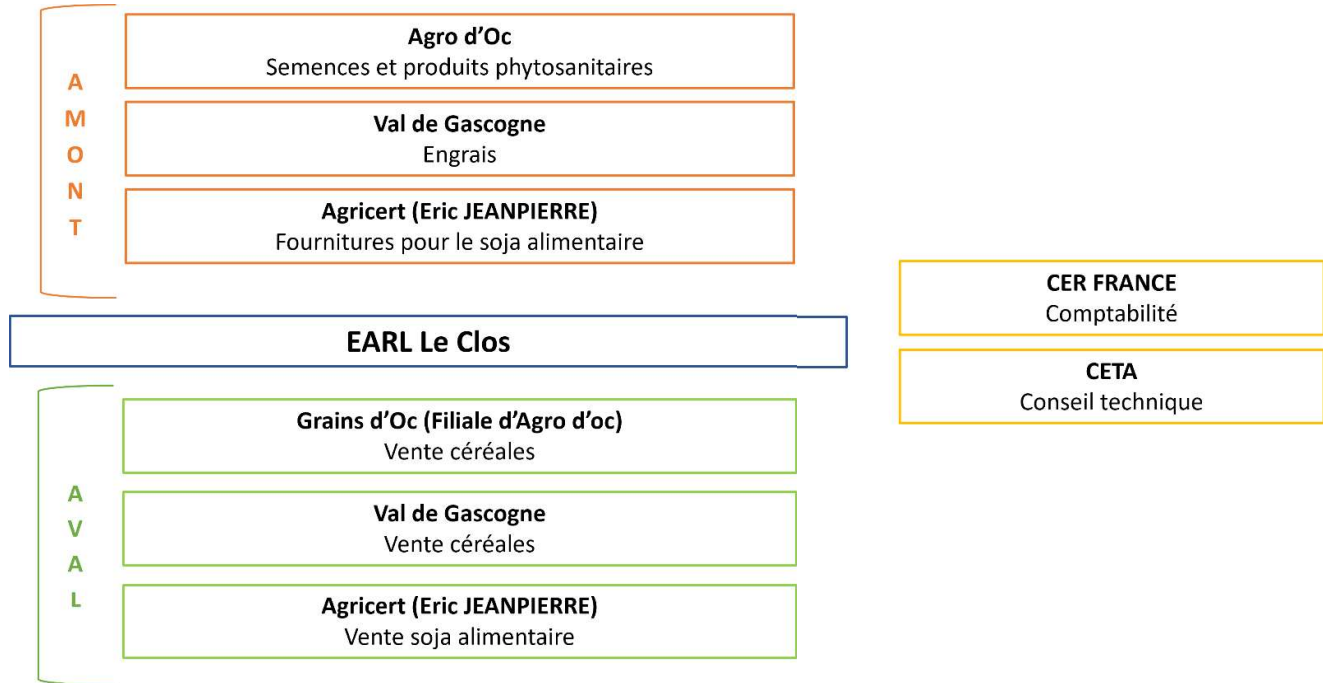 AMONT
Agro d’Oc
Semences et produits phytosanitaires
Val de Gascogne
Engrais
Agricert (Eric JEANPIERRE)
Fournitures pour le soja alimentaire
EARL Le Clos
AVAL
Grains d’Oc (Filiale d’Agro d’oc)
Vente céréales
Val de Gascogne
Vente céréales
Agricert (Eric JEANPIERRE)
Vente soja alimentaire
CER FRANCE
Comptabilité
CETA
Conseil technique